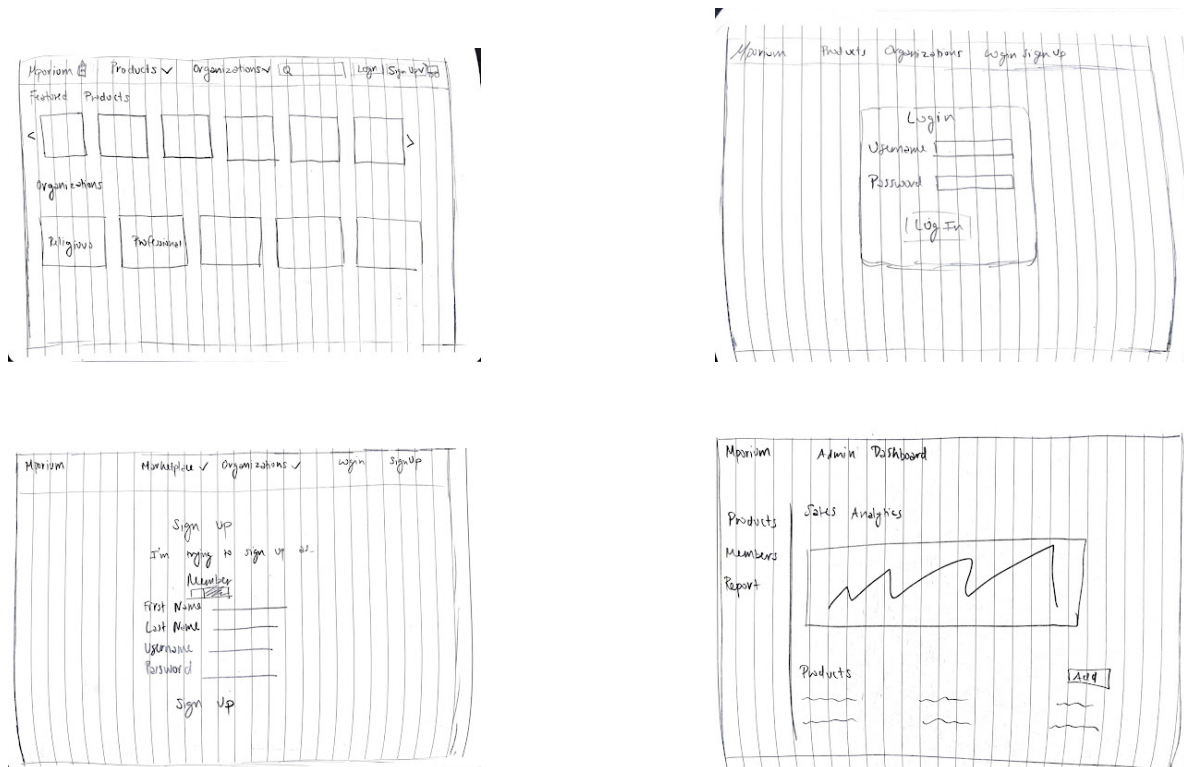 Mporium Products Organizations Q Login Sign Up
Featured Products
< >
Organizations
Religious Professional
Mporium Products Organizations Login Sign Up
Login
Username
Password
Log In
Mporium Marketplace Organizations Login Sign Up
Sign Up
I'm trying to sign up as..
Member
First Name
Last Name
Username
Password
Sign Up
Mporium Admin Dashboard
Products
Members
Report
Sales Analytics
Products Add